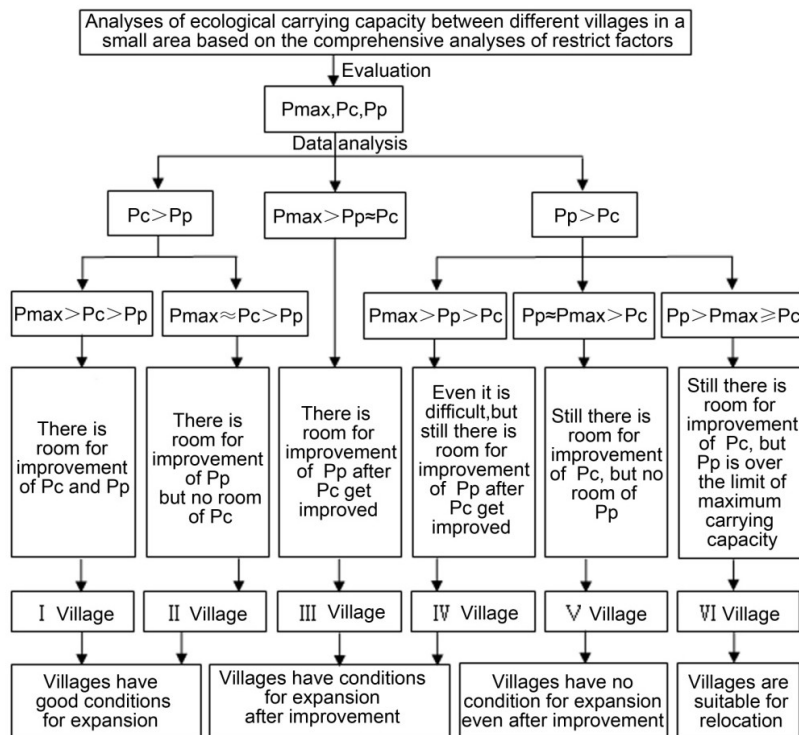 Analyses of ecological carrying capacity between different villages in a
small area based on the comprehensive analyses of restrict factors
Evaluation
Pmax,Pc,Pp
Data analysis
Pc>Pp
Pmax>Pp≈Pc
Pp>Pc
Pmax>Pc>Pp
Pmax≈Pc>Pp
Pmax>Pp>Pc
Pp≈Pmax>Pc
Pp>Pmax≥Pc
There is
room for
improvement
of Pc and Pp
There is
room for
improvement
of Pp
but no room
of Pc
There is
room for
improvement
of Pp after
Pc get
improved
Even it is
difficult,but
still there is
room for
improvement
of Pp after
Pc get
improved
Still there is
room for
improvement
of Pc, but no
room of
Pp
Still there is
room for
improvement
of Pc, but
Pp is over
the limit of
maximum
carrying
capacity
Ⅰ Village
Ⅱ Village
Ⅲ Village
Ⅳ Village
Ⅴ Village
Ⅵ Village
Villages have
good conditions
for expansion
Villages have conditions
for expansion
after improvement
Villages have no
condition for expansion
even after improvement
Villages are
suitable for
relocation